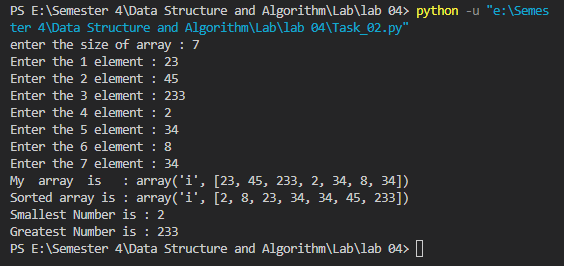 PS E:\Semester 4\Data Structure and Algorithm\Lab\lab 04> python -u "e:\Semes
ter 4\Data Structure and Algorithm\Lab\lab 04\Task_02.py"
enter the size of array : 7
Enter the 1 element : 23
Enter the 2 element : 45
Enter the 3 element : 233
Enter the 4 element : 2
Enter the 5 element : 34
Enter the 6 element : 8
Enter the 7 element : 34
My  array  is   : array('i', [23, 45, 233, 2, 34, 8, 34])
Sorted array is : array('i', [2, 8, 23, 34, 34, 45, 233])
Smallest Number is : 2
Greatest Number is : 233
PS E:\Semester 4\Data Structure and Algorithm\Lab\lab 04>